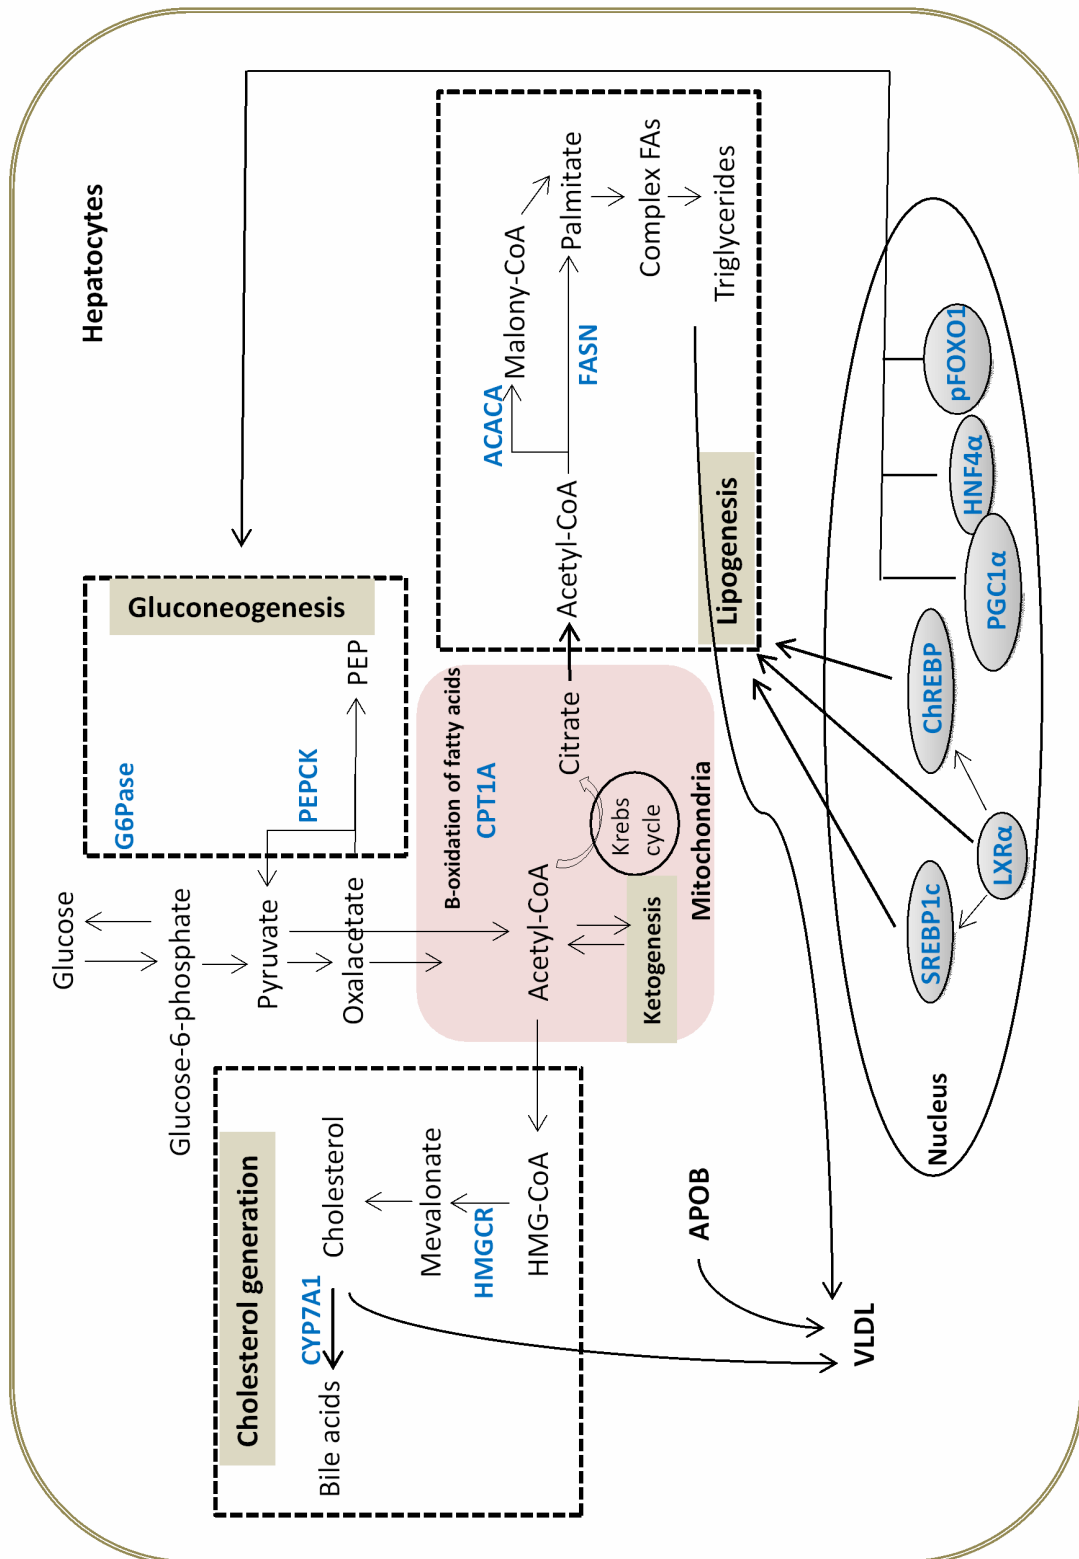 Hepatocytes
Glucose
Glucose-6-phosphate
G6Pase
Gluconeogenesis
Pyruvate
PEPCK
Oxalacetate
PEP
Cholesterol generation
CYP7A1
Bile acids
Cholesterol
Mevalonate
HMGCR
HMG-CoA
B-oxidation of fatty acids
CPT1A
Acetyl-CoA
Citrate
Krebs
cycle
Ketogenesis
Mitochondria
ACACA
Malony-CoA
Acetyl-CoA
FASN
Palmitate
Complex FAs
Triglycerides
Lipogenesis
APOB
VLDL
Nucleus
SREBP1c
LXRα
ChREBP
PGC1α
HNF4α
pFOXO1